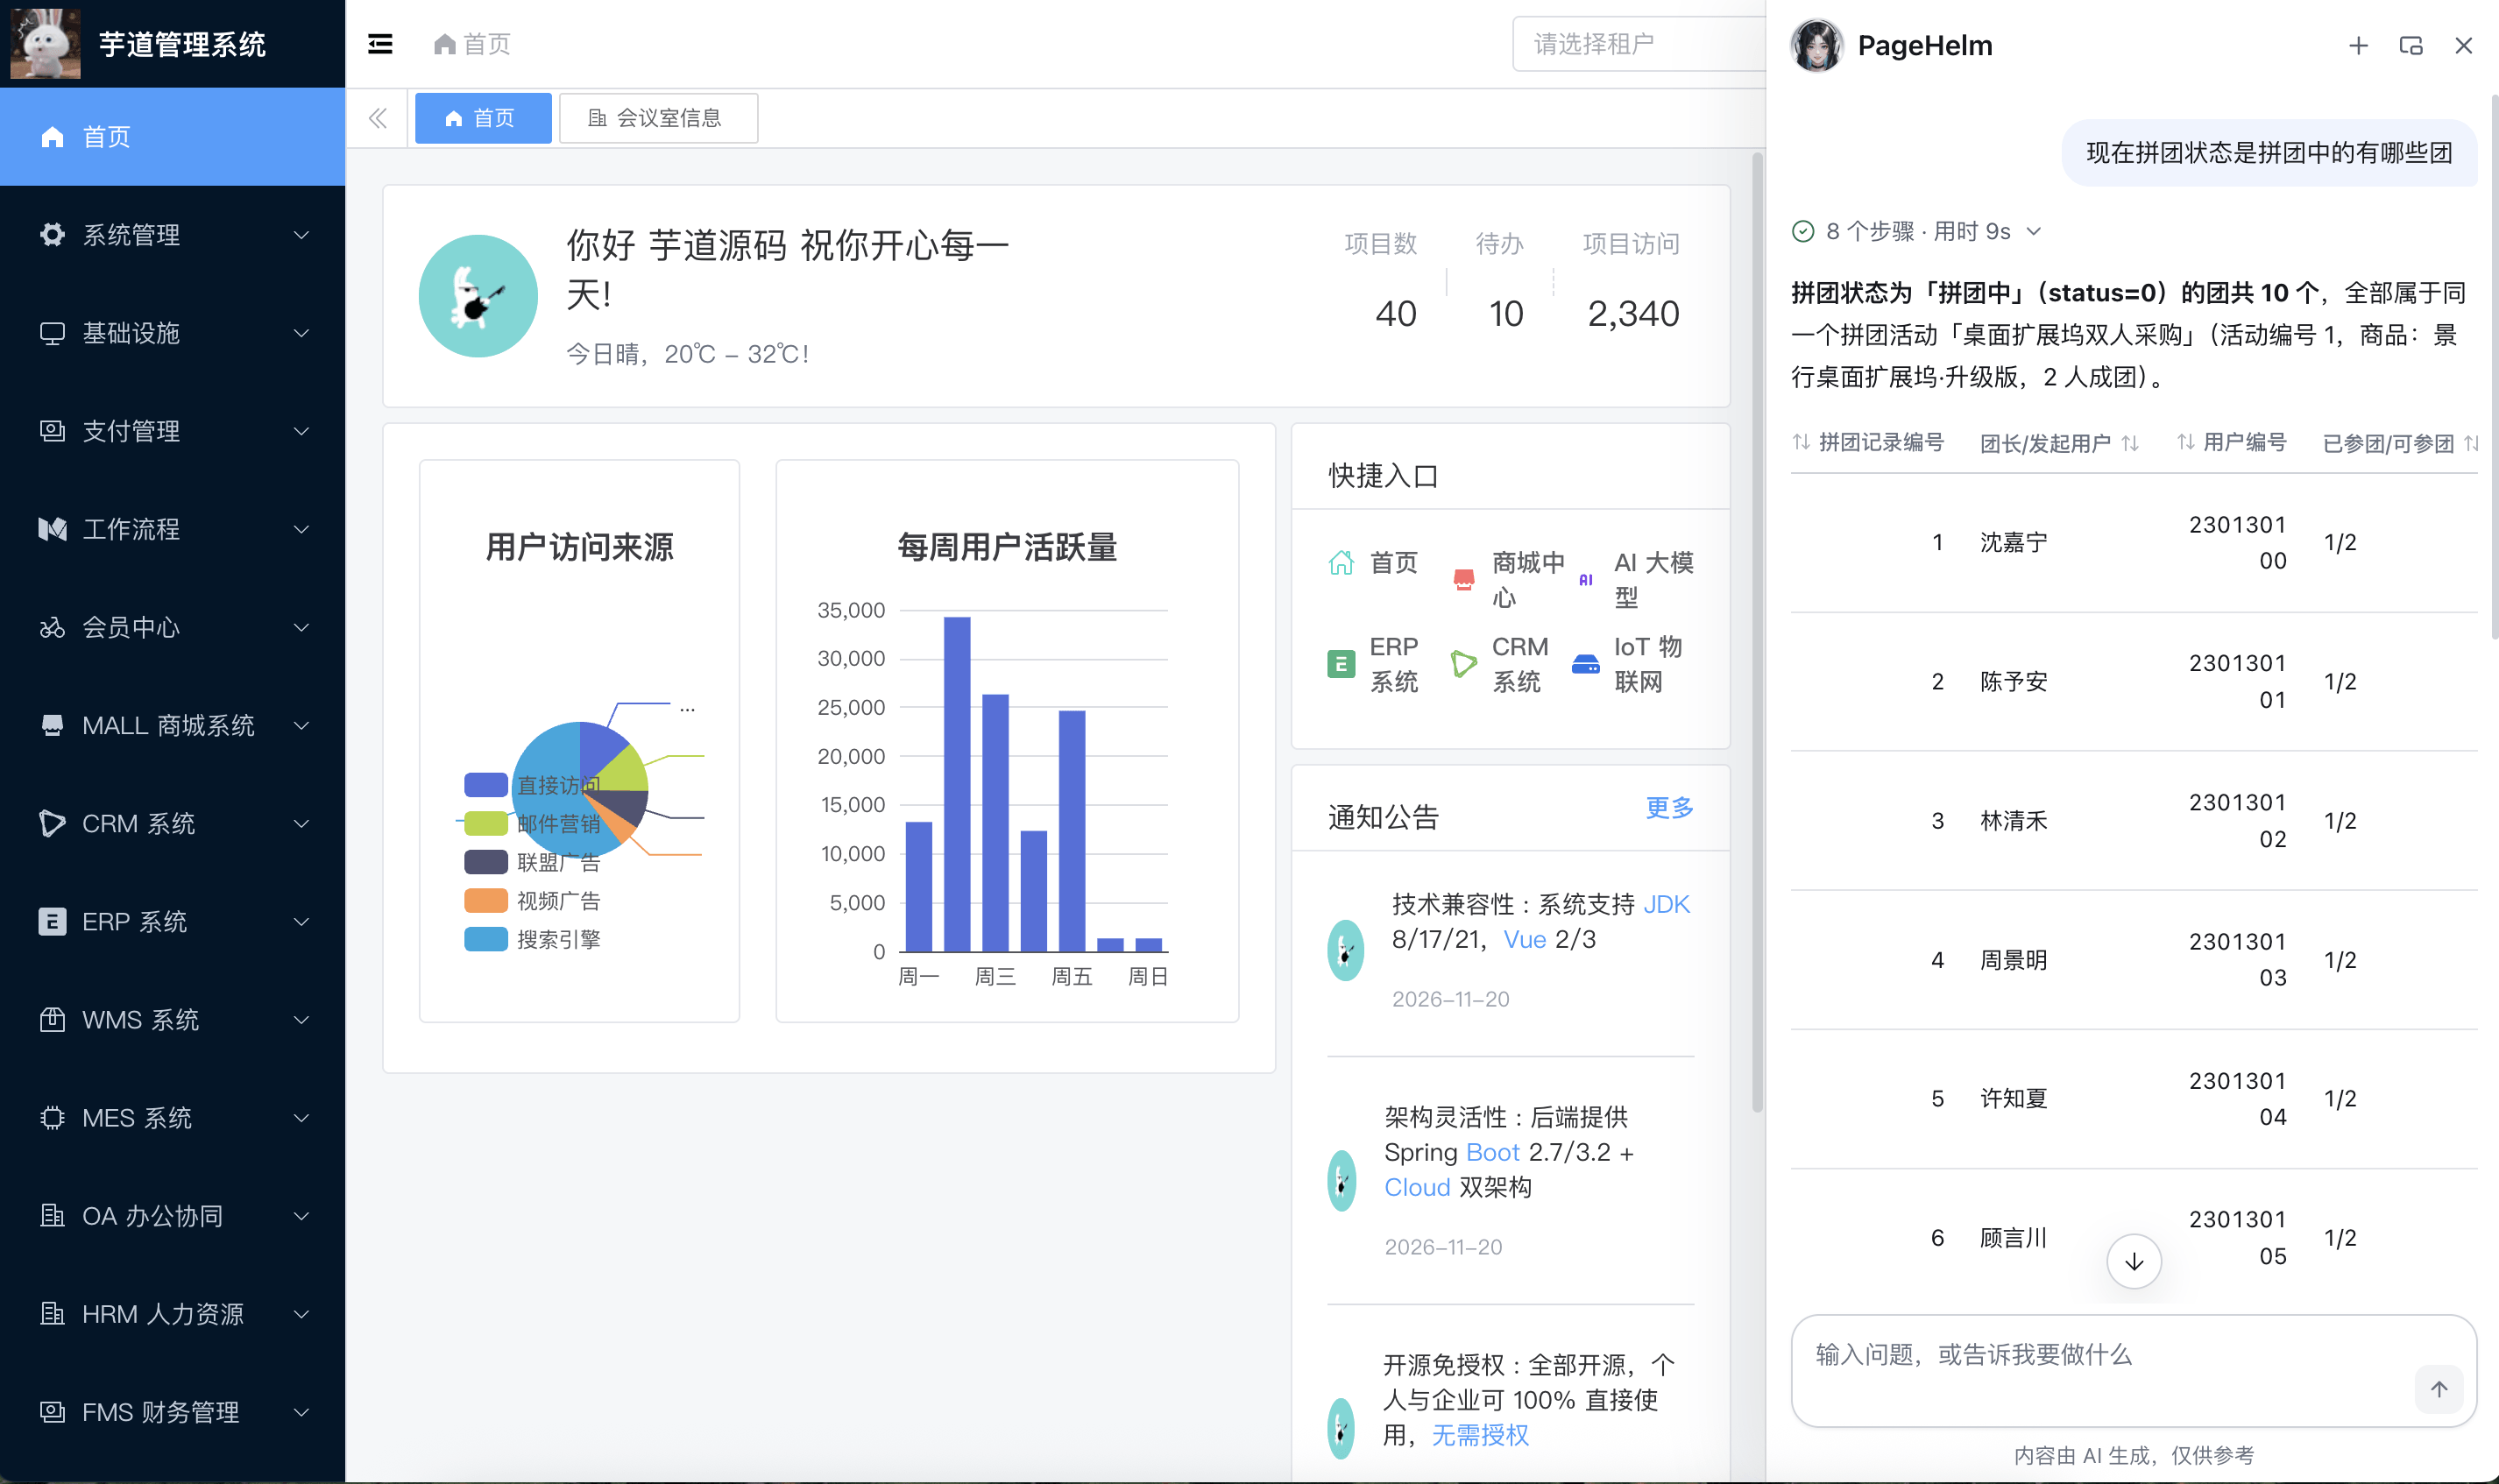 芋道管理系统
首页
系统管理
基础设施
支付管理
工作流程
会员中心
MALL 商城系统
CRM 系统
ERP 系统
WMS 系统
MES 系统
OA 办公协同
HRM 人力资源
FMS 财务管理
首页
请选择租户
首页
会议室信息
你好 芋道源码 祝你开心每一
天！
今日晴，20℃ - 32℃！
项目数
40
待办
10
项目访问
2,340
用户访问来源
...
直接访问
邮件营销
联盟广告
视频广告
搜索引擎
每周用户活跃量
35,000
30,000
25,000
20,000
15,000
10,000
5,000
0
周一 周三 周五 周日
快捷入口
首页
商城中
心
AI
AI 大模
型
E
ERP
系统
CRM
系统
IoT 物
联网
通知公告
更多
技术兼容性 : 系统支持 JDK
8/17/21，Vue 2/3
2026-11-20
架构灵活性 : 后端提供
Spring Boot 2.7/3.2 +
Cloud 双架构
2026-11-20
开源免授权 : 全部开源，个
人与企业可 100% 直接使
用，无需授权
PageHelm
现在拼团状态是拼团中的有哪些团
8 个步骤 · 用时 9s
拼团状态为「拼团中」（status=0）的团共 10 个，全部属于同
一个拼团活动「桌面扩展坞双人采购」（活动编号 1，商品：景
行桌面扩展坞·升级版，2 人成团）。
拼团记录编号 团长/发起用户 用户编号 已参团/可参团
1 沈嘉宁 2301301
00 1/2
2 陈予安 2301301
01 1/2
3 林清禾 2301301
02 1/2
4 周景明 2301301
03 1/2
5 许知夏 2301301
04 1/2
6 顾言川 2301301
05 1/2
输入问题，或告诉我要做什么
内容由 AI 生成，仅供参考